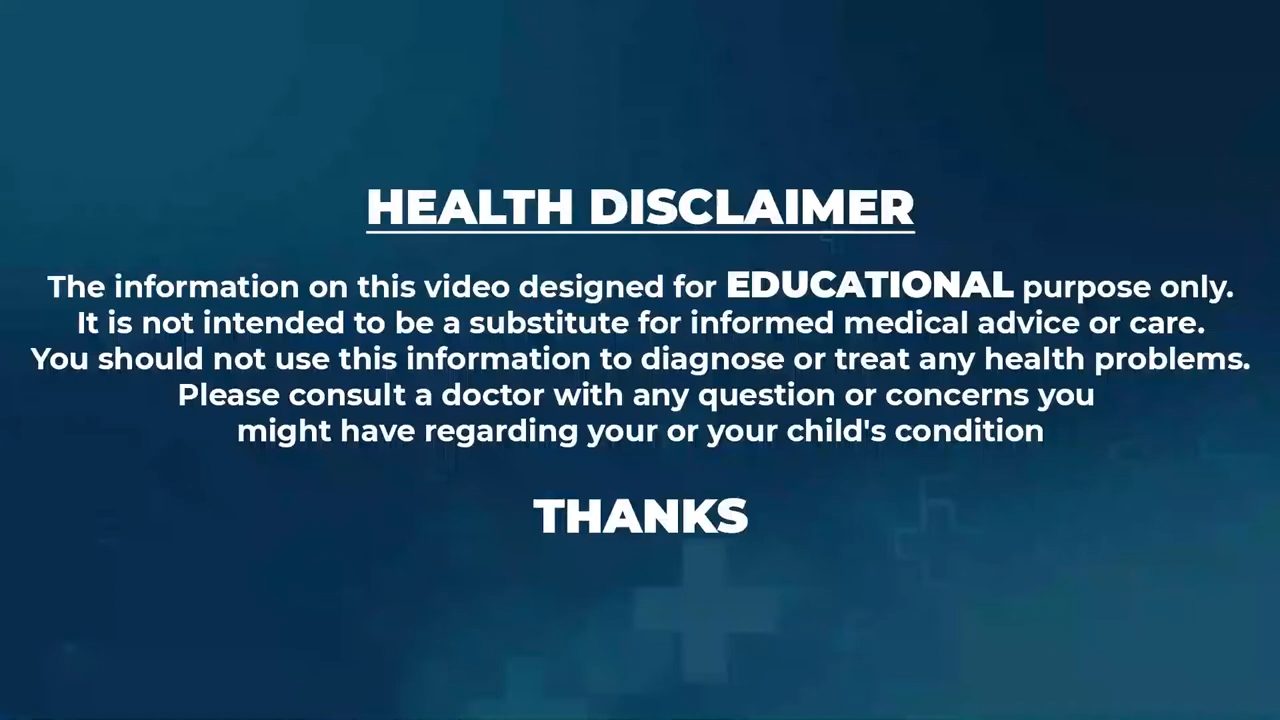 HEALTH DISCLAIMER
The information on this video designed for EDUCATIONAL purpose only.
It is not intended to be a substitute for informed medical advice or care.
You should not use this information to diagnose or treat any health problems.
Please consult a doctor with any question or concerns you
might have regarding your or your child's condition
THANKS